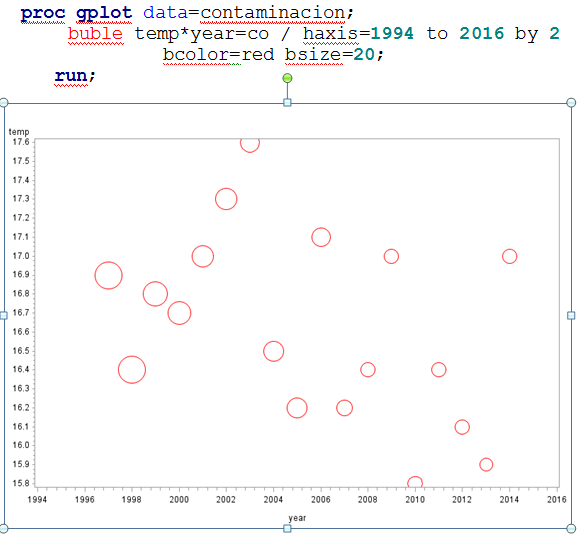 proc gplot data=contaminacion;
buble temp*year=co / haxis=1994 to 2016 by 2
bcolor=red bsize=20;
run;
temp
17.6
17.5
17.4
17.3
17.2
17.1
17.0
16.9
16.8
16.7
16.6
16.5
16.4
16.3
16.2
16.1
16.0
15.9
15.8
1994 1996 1998 2000 2002 2004 2006 2008 2010 2012 2014 2016
year